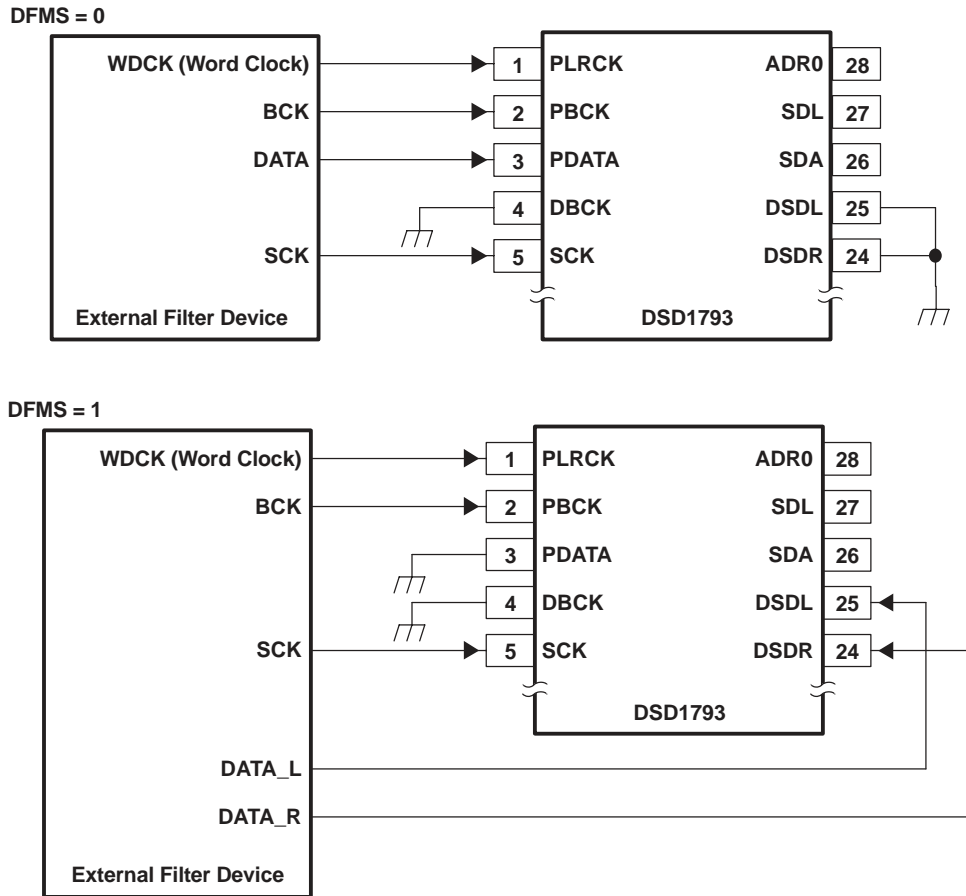 DFMS = 0
WDCK (Word Clock) 1 PLRCK ADR0 28
BCK 2 PBCK SDL 27
DATA 3 PDATA SDA 26
4 DBCK DSDL 25
SCK 5 SCK DSDR 24
External Filter Device DSD1793
DFMS = 1
WDCK (Word Clock) 1 PLRCK ADR0 28
BCK 2 PBCK SDL 27
3 PDATA SDA 26
4 DBCK DSDL 25
SCK 5 SCK DSDR 24
DSD1793
DATA_L
DATA_R
External Filter Device